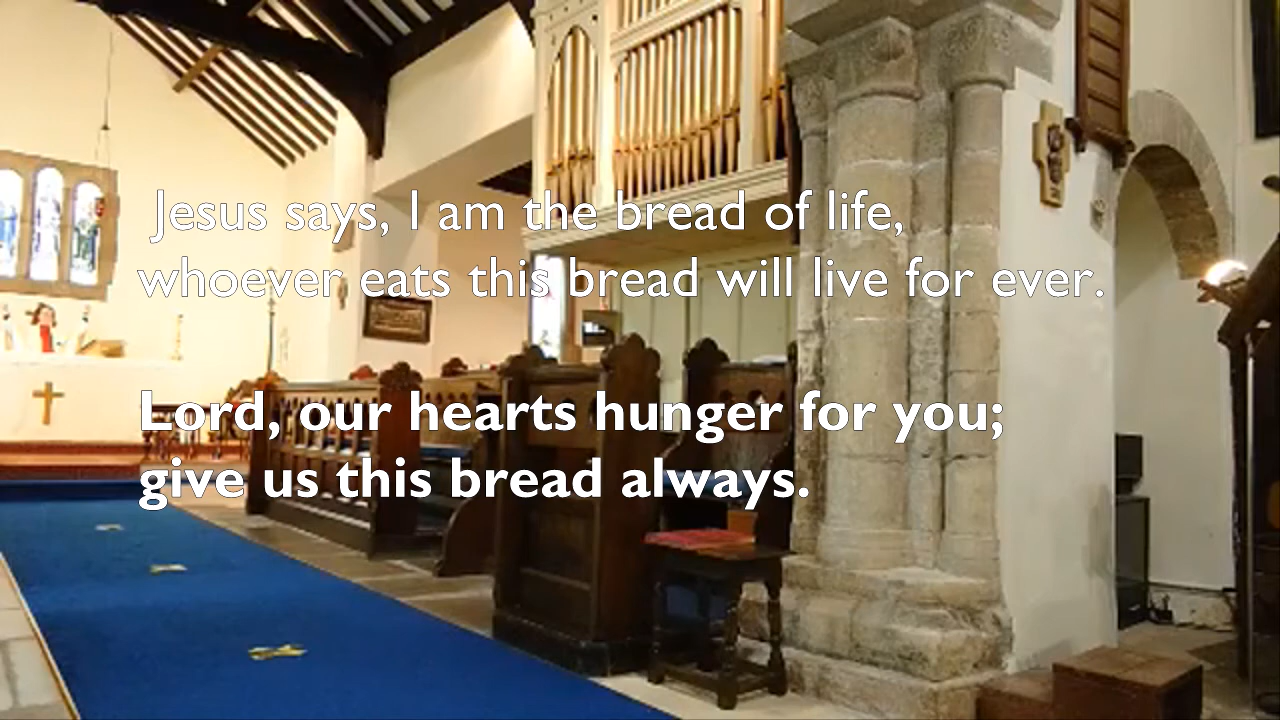 Jesus says, I am the bread of life,
whoever eats this bread will live for ever.
Lord, our hearts hunger for you;
give us this bread always.